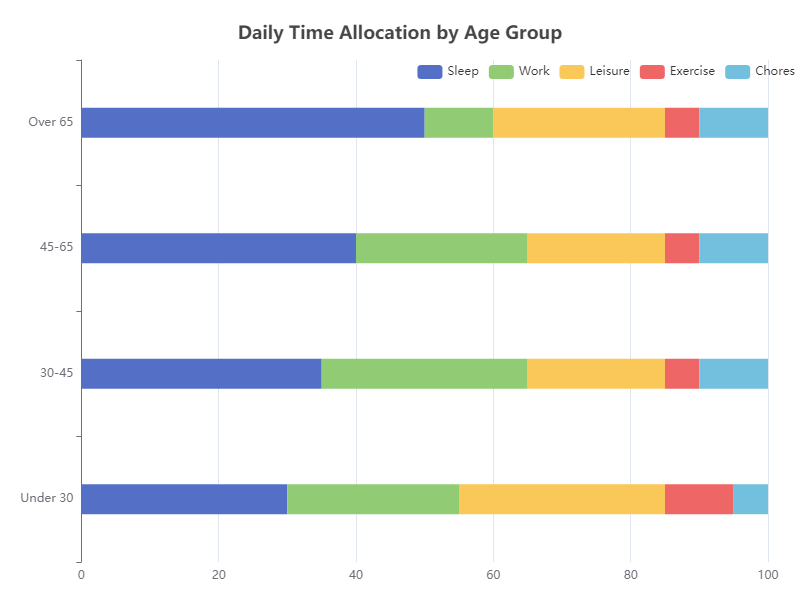 Daily Time Allocation by Age Group
Sleep Work Leisure Exercise Chores
Over 65
45-65
30-45
Under 30
0 20 40 60 80 100